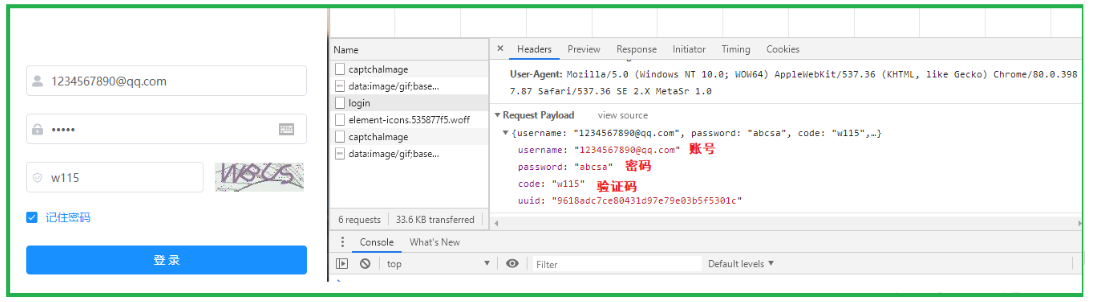 1234567890@qq.com
•••••
w115
记住密码
登 录
Name
captchaImage
data:image/gif;base...
login
element-icons.535877f5.woff
captchaImage
data:image/gif;base...
6 requests 33.6 KB transferred
× Headers Preview Response Initiator Timing Cookies
User-Agent: Mozilla/5.0 (Windows NT 10.0; WOW64) AppleWebKit/537.36 (KHTML, like Gecko) Chrome/80.0.398
7.87 Safari/537.36 SE 2.X MetaSr 1.0
▼ Request Payload view source
▼ {username: "1234567890@qq.com", password: "abcsa", code: "w115",…}
username: "1234567890@qq.com" 账号
password: "abcsa" 密码
code: "w115" 验证码
uuid: "9618adc7ce80431d97e79e03b5f5301c"
Console What's New
top ▼ Filter Default levels ▼